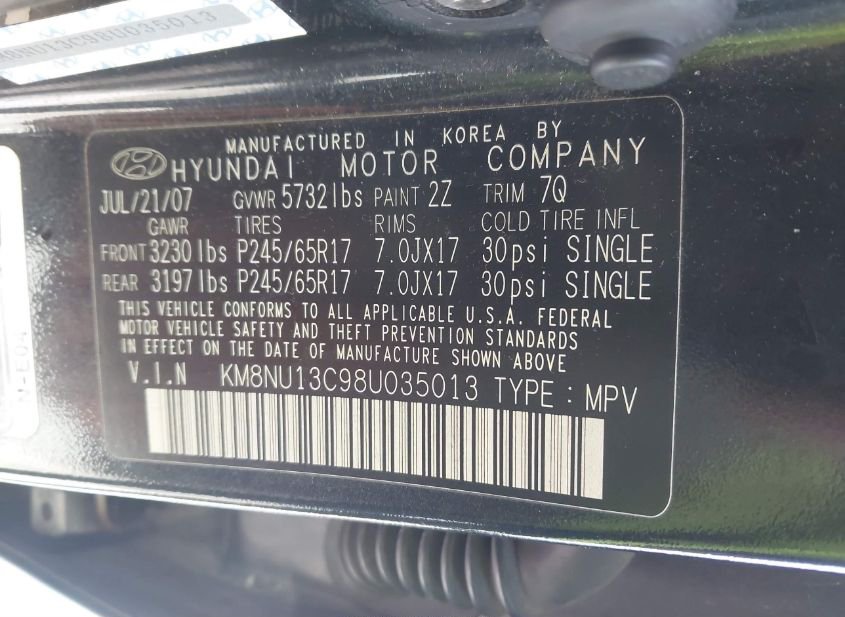 8NU13C98U035013
MANUFACTURED IN KOREA BY
HYUNDAI MOTOR COMPANY
JUL/21/07 GVWR 5732lbs PAINT 2Z TRIM 7Q
GAWR TIRES RIMS COLD TIRE INFL
FRONT 3230lbs P245/65R17 7.0JX17 30psi SINGLE
REAR 3197lbs P245/65R17 7.0JX17 30psi SINGLE
THIS VEHICLE CONFORMS TO ALL APPLICABLE U.S.A. FEDERAL
MOTOR VEHICLE SAFETY AND THEFT PREVENTION STANDARDS
IN EFFECT ON THE DATE OF MANUFACTURE SHOWN ABOVE
V.I.N KM8NU13C98U035013 TYPE : MPV